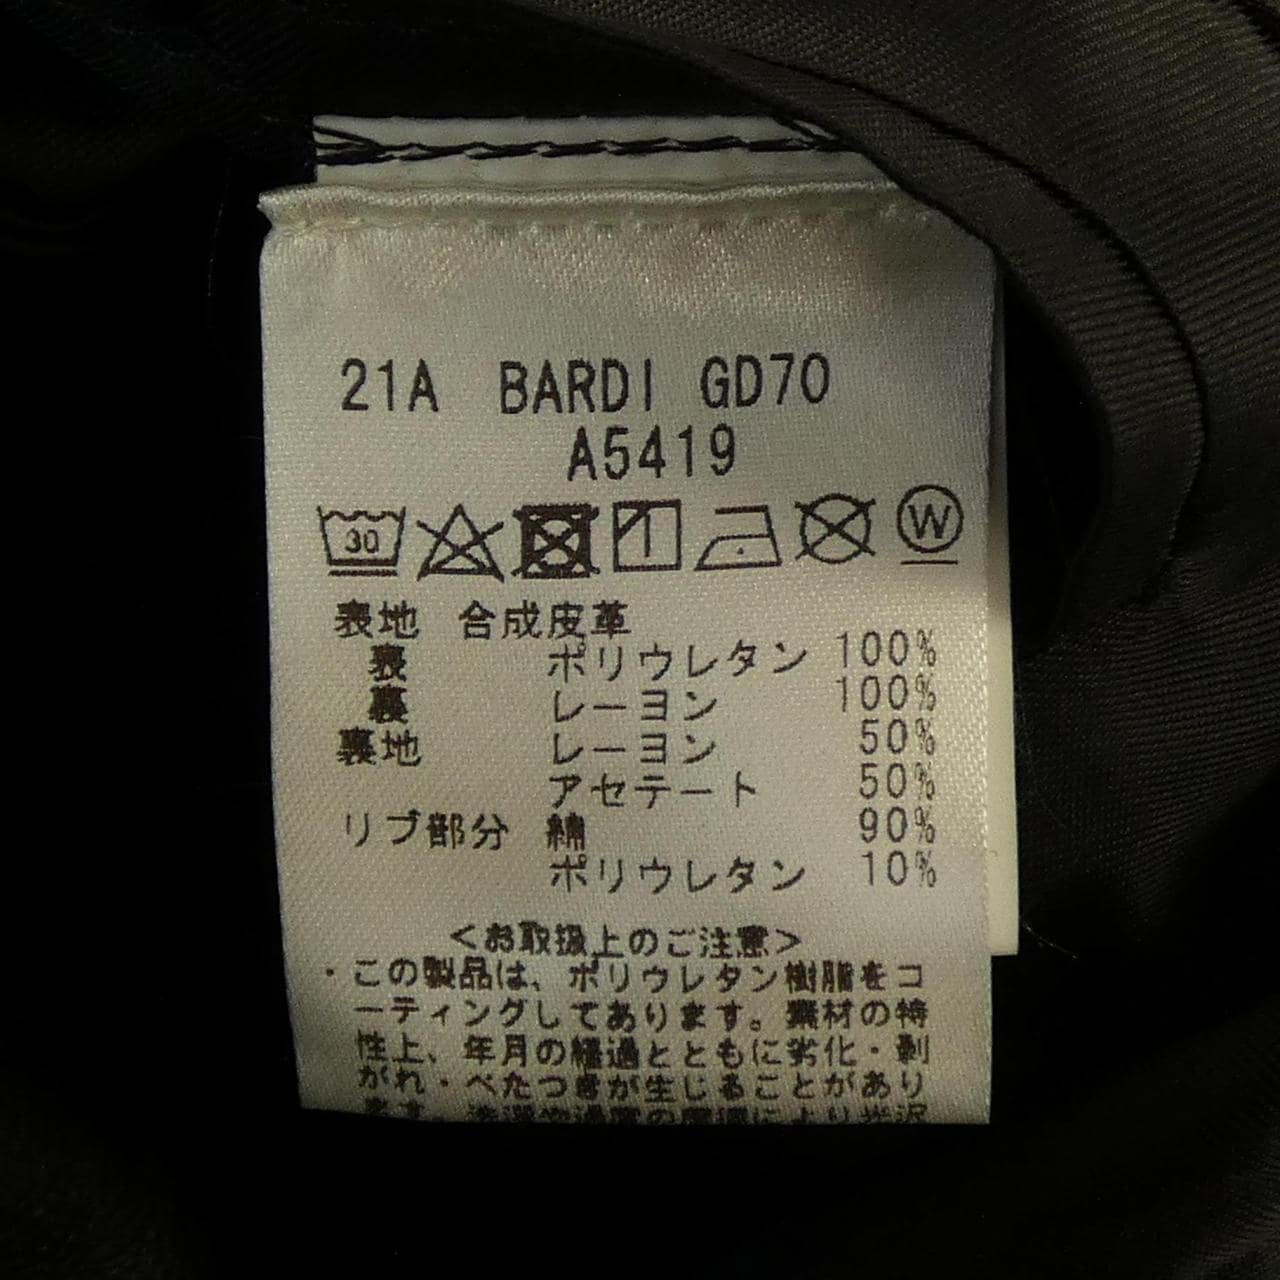 21A BARDI GD70
A5419
30 W
表地 合成皮革
表 ポリウレタン 100%
裏 レーヨン 100%
裏地 レーヨン 50%
アセテート 50%
リブ部分 綿 90%
ポリウレタン 10%
<お取扱上のご注意>
・この製品は、ポリウレタン樹脂をコ
ーティングしてあります。素材の特
性上、年月の経過とともに劣化・剥
がれ・べたつきが生じることがあり
ます。